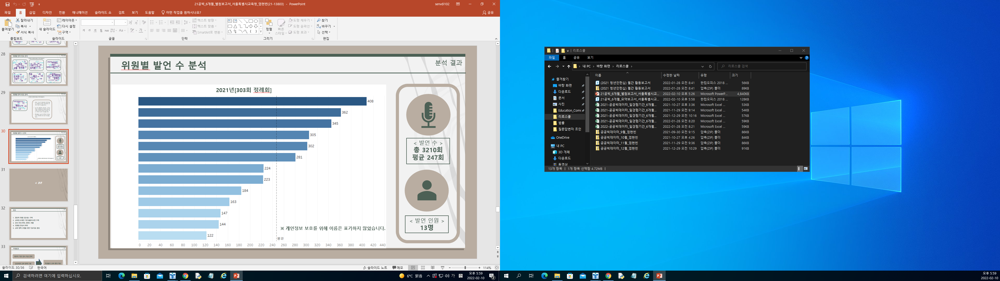 21공빅_6개월_별점보고서_서울특별시교육청_엄현빈(21-13803) - PowerPoint
senvdi102
파일 홈 삽입 디자인 전환 애니메이션 슬라이드 쇼 검토 보기 도움말 어떤 작업을 원하시나요?
공유
붙여넣기
잘라내기
복사
서식 복사
클립보드
새 슬라이드
레이아웃
다시 설정
구역
슬라이드
글꼴
텍스트 방향
텍스트 맞춤
SmartArt로 변환
단락
정렬
빠른 스타일
도형 채우기
도형 윤곽선
도형 효과
그리기
찾기
바꾸기
선택
편집
28
29
30
31
4. 결론
32
33
위원별 발언 수 분석
분석 결과
2021년[303회 정례회]
408
362
345
305
302
281
224
223
184
163
147
144
122
※ 개인정보 보호를 위해 이름은 표기하지 않았습니다.
평균
0 20 40 60 80 100 120 140 160 180 200 220 240 260 280 300 320 340 360 380 400 420 440
< 발언 수 >
총 3210회
평균 247회
< 발언 인원 >
13명
슬라이드 30/36
한국어
슬라이드 노트
메모
114%
검색하려면 여기에 입력하십시오.
6°C 맑음
가
오후 5:59
2022-02-10
2
리로스쿨
파일 홈 공유 보기
내 PC > 바탕 화면 > 리로스쿨 >
리로스쿨 검색
이름 수정한 날짜 유형 크기
즐겨찾기
바탕 화면
다운로드
문서
사진
Education_Comm
리로스쿨
법률
질문답변자 조인
OneDrive
내 PC
3D 개체
다운로드
동영상
(2021 청년인턴십) 월간 활동보고서 2022-01-28 오전 8:41 한컴오피스 2018 ... 56KB
(2021 청년인턴십) 월간 활동보고서 2022-01-28 오전 8:41 압축(ZIP) 폴더 89KB
21공빅_6개월_별점보고서_서울특별시교... 2022-02-10 오후 5:26 Microsoft PowerP... 4,840KB
21공빅_6개월_요약보고서_서울특별시교... 2022-02-10 오후 5:58 한컴오피스 2018 ... 128KB
2021-공공빅데이터_일경험기간_6개월... 2021-10-27 오후 3:36 Microsoft Excel ... 53KB
2021-공공빅데이터_일경험기간_6개월... 2021-11-29 오전 9:14 Microsoft Excel ... 54KB
2021-공공빅데이터_일경험기간_6개월... 2021-12-29 오전 10:16 Microsoft Excel ... 57KB
2021-공공빅데이터_일경험기간_6개월... 2022-01-28 오전 8:20 Microsoft Excel ... 59KB
2022-공공빅데이터_일경험기간_6개월... 2022-01-28 오전 8:21 Microsoft Excel ... 59KB
공공빅데이터_9월_엄현빈 2021-09-30 오전 9:15 압축(ZIP) 폴더 86KB
공공빅데이터_10월_엄현빈 2021-10-27 오후 4:26 압축(ZIP) 폴더 84KB
공공빅데이터_11월_엄현빈 2021-11-29 오전 9:36 압축(ZIP) 폴더 86KB
공공빅데이터_12월_엄현빈 2021-12-29 오전 10:29 압축(ZIP) 폴더 91KB
13개 항목 | 1개 항목 선택함 4.72MB |
오후 5:59
2022-02-10